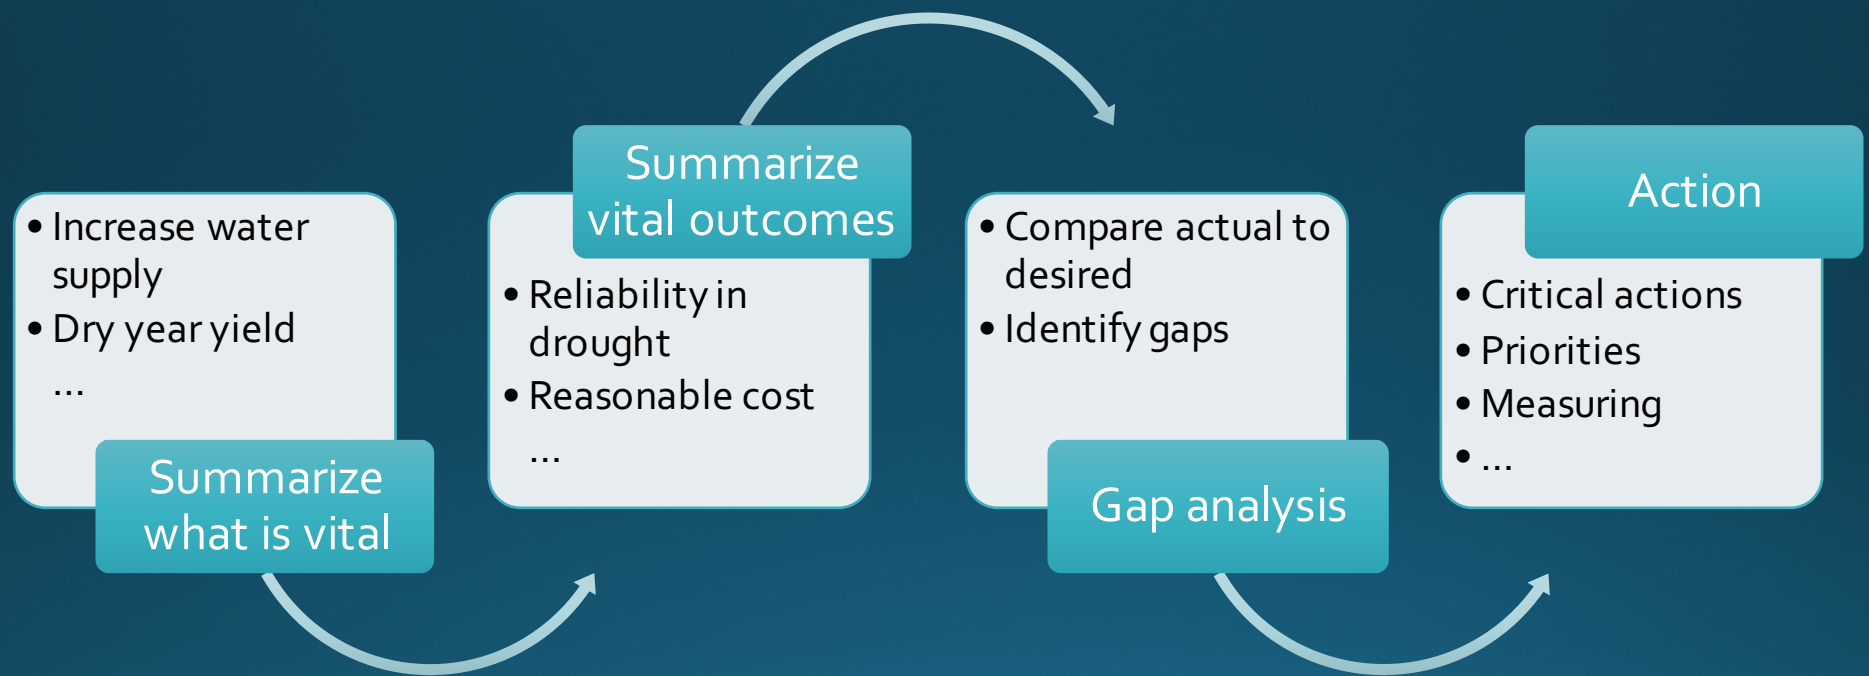 • Increase water
supply
• Dry year yield
...
Summarize
what is vital
Summarize
vital outcomes
• Reliability in
drought
• Reasonable cost
...
• Compare actual to
desired
• Identify gaps
Gap analysis
Action
• Critical actions
• Priorities
• Measuring
• ...